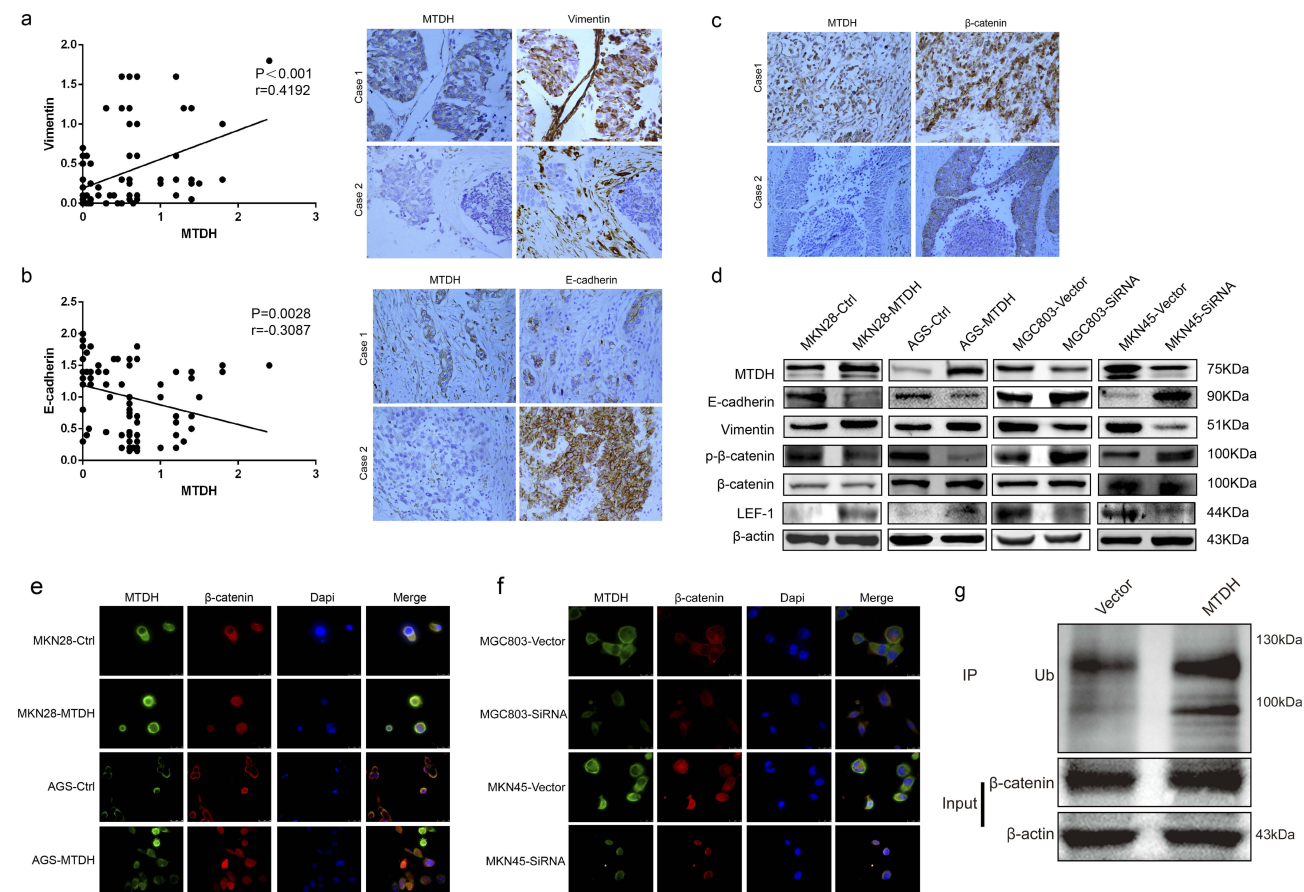 a
2.0
1.5
1.0
0.5
0.0
0
1
2
3
Vimentin
MTDH
P<0.001
r=0.4192
MTDH
Vimentin
Case 1
Case 2
b
2.5
2.0
1.5
1.0
0.5
0.0
0
1
2
3
E-cadherin
MTDH
P=0.0028
r=-0.3087
MTDH
E-cadherin
Case 1
Case 2
c
MTDH
β-catenin
Case1
Case 2
d
MKN28-Ctrl
MKN28-MTDH
AGS-Ctrl
AGS-MTDH
MGC803-Vector
MGC803-SiRNA
MKN45-Vector
MKN45-SiRNA
MTDH
75KDa
E-cadherin
90KDa
Vimentin
51KDa
p-β-catenin
100KDa
β-catenin
100KDa
LEF-1
44KDa
β-actin
43KDa
e
MTDH
β-catenin
Dapi
Merge
MKN28-Ctrl
MKN28-MTDH
AGS-Ctrl
AGS-MTDH
f
MTDH
β-catenin
Dapi
Merge
MGC803-Vector
MGC803-SiRNA
MKN45-Vector
MKN45-SiRNA
g
Vector
MTDH
130kDa
IP
Ub
100kDa
β-catenin
Input
β-actin
43kDa